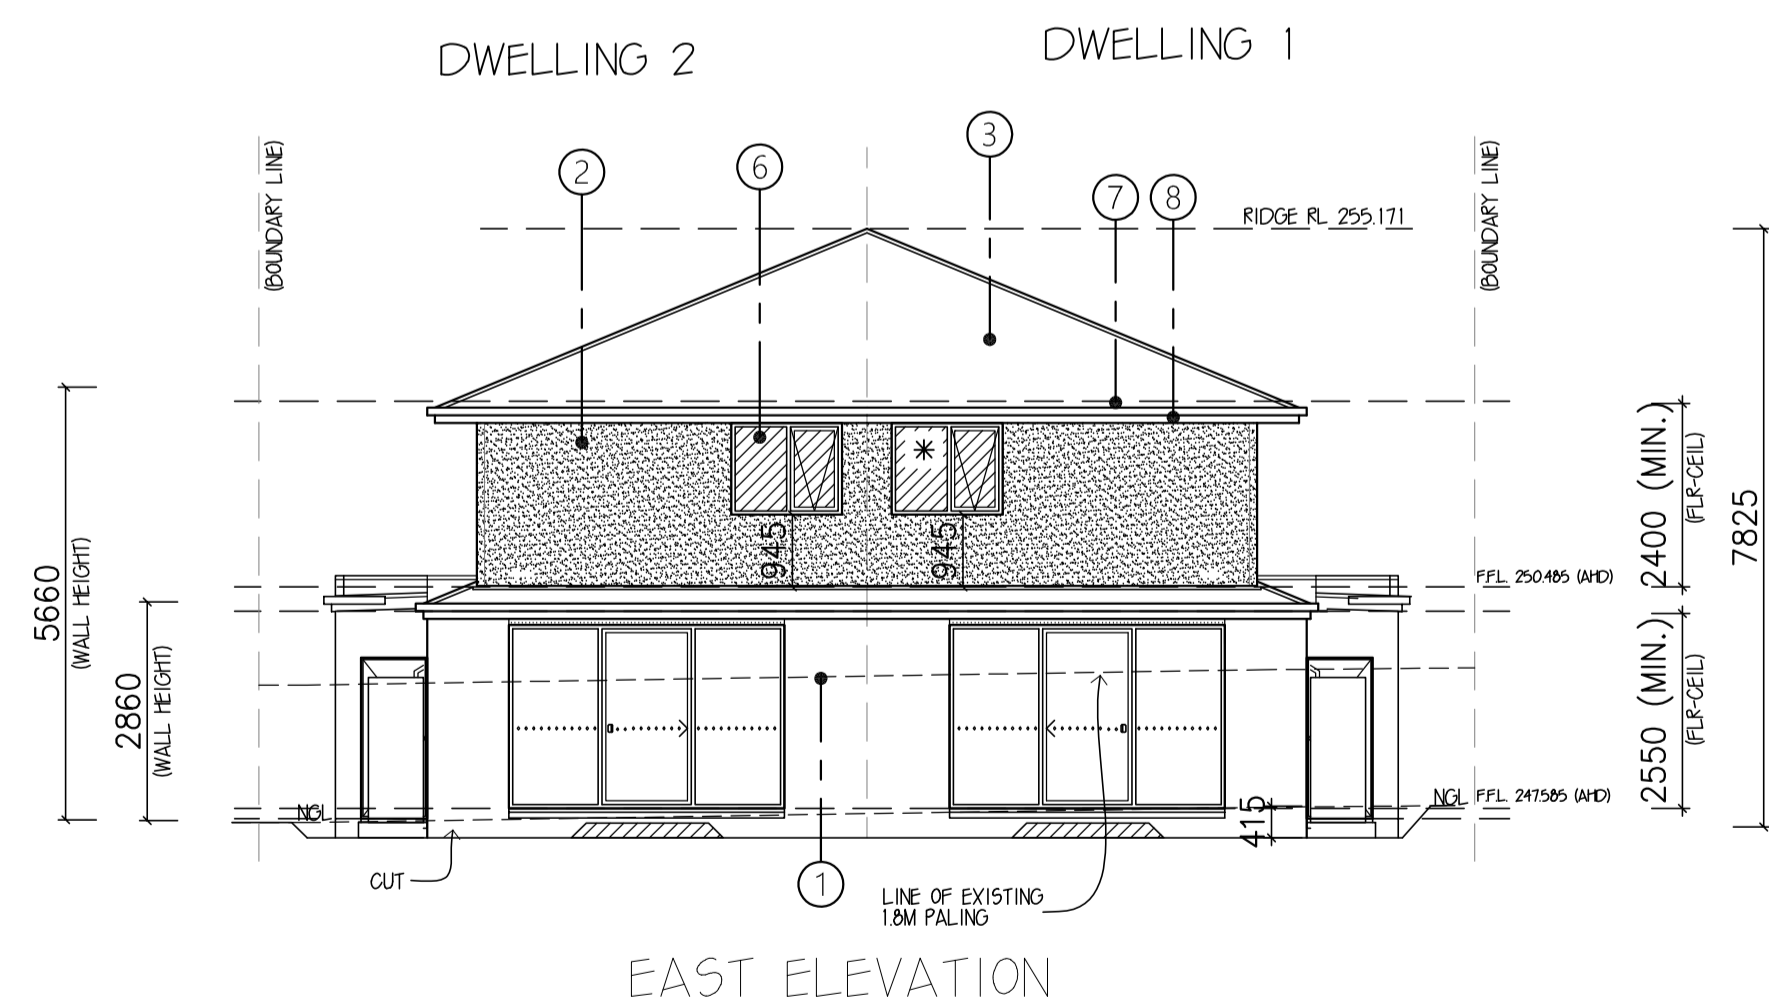 DWELLING 2
DWELLING 1
3
2
6
7
8
(BOUNDARY LINE)
(BOUNDARY LINE)
RIDGE RL 255.171
5660
(WALL HEIGHT)
2860
(WALL HEIGHT)
945
945
2400 (MIN.)
(FLR-CEIL)
7825
F.F.L. 250.485 (AHD)
2550 (MIN.)
(FLR-CEIL)
NGL
NGL
F.F.L. 247.585 (AHD)
415
CUT
1
LINE OF EXISTING
1.8M PALING
EAST ELEVATION